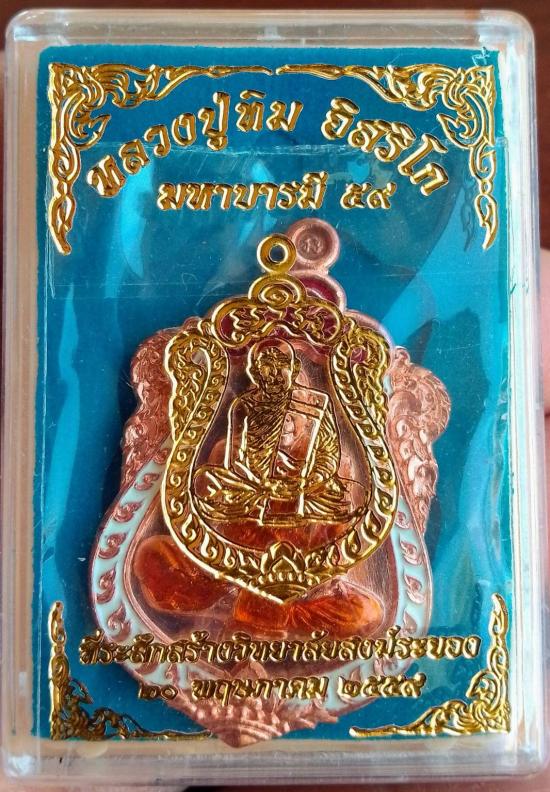 หลวงปู่ทิม อิสริโก
มหาบารมี ๕๙
ที่ระลึกสร้างวิทยาลัยสงฆ์ระยอง
๒๐ พฤษภาคม ๒๕๕๙